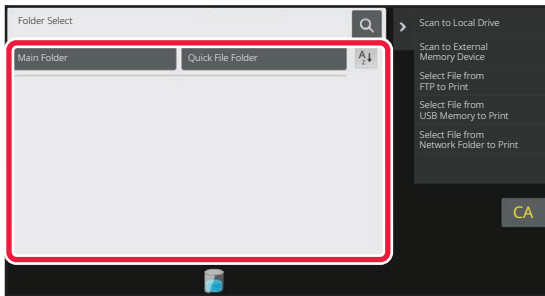 Folder Select
Main Folder
Quick File Folder
A
Z
Scan to Local Drive
Scan to External
Memory Device
Select File from
FTP to Print
Select File from
USB Memory to Print
Select File from
Network Folder to Print
CA